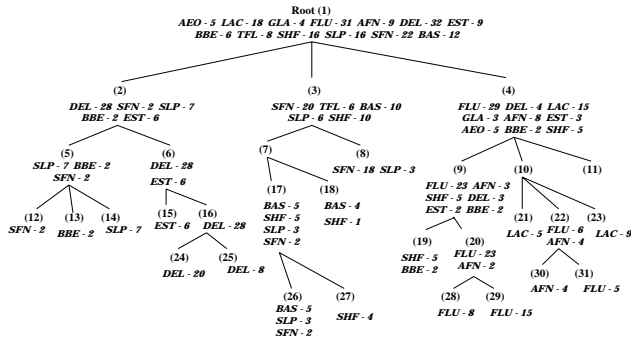 Root (1)
AEO - 5 LAC - 18 GLA - 4 FLU - 31 AFN - 9 DEL - 32 EST - 9
BBE - 6 TFL - 8 SHF - 16 SLP - 16 SFN - 22 BAS - 12
(2)
DEL - 28 SFN - 2 SLP - 7
BBE - 2 EST - 6
(3)
SFN - 20 TFL - 6 BAS - 10
SLP - 6 SHF - 10
(4)
FLU - 29 DEL - 4 LAC - 15
GLA - 3 AFN - 8 EST - 3
AEO - 5 BBE - 2 SHF - 5
(5)
SLP - 7 BBE - 2
SFN - 2
(6)
DEL - 28
EST - 6
(7)
(8)
SFN - 18 SLP - 3
(9)
FLU - 23 AFN - 3
SHF - 5 DEL - 3
EST - 2 BBE - 2
(10)
(11)
(12)
SFN - 2
(13)
BBE - 2
(14)
SLP - 7
(15)
EST - 6
(16)
DEL - 28
(17)
BAS - 5
SHF - 5
SLP - 3
SFN - 2
(18)
BAS - 4
SHF - 1
(19)
SHF - 5
BBE - 2
(20)
FLU - 23
AFN - 2
(21)
LAC - 5
(22)
FLU - 6
AFN - 4
(23)
LAC - 9
(24)
DEL - 20
(25)
DEL - 8
(26)
BAS - 5
SLP - 3
SFN - 2
(27)
SHF - 4
(28)
FLU - 8
(29)
FLU - 15
(30)
AFN - 4
(31)
FLU - 5